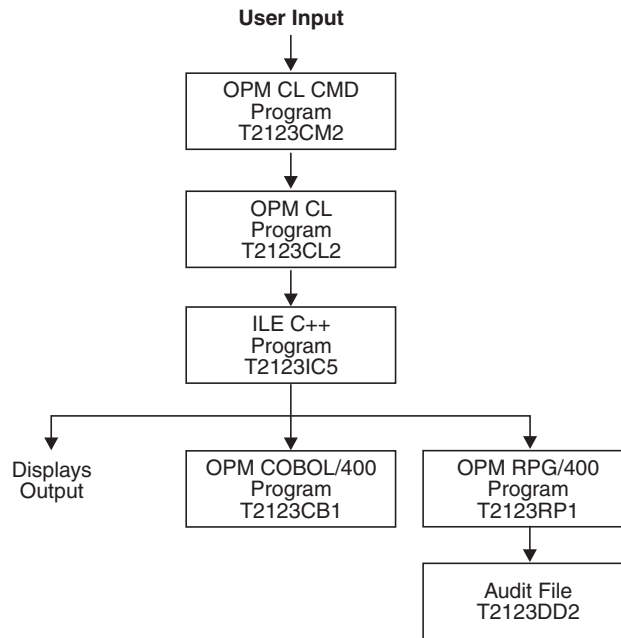 User Input
OPM CL CMD
Program
T2123CM2
OPM CL
Program
T2123CL2
ILE C++
Program
T2123IC5
Displays
Output
OPM COBOL/400
Program
T2123CB1
OPM RPG/400
Program
T2123RP1
Audit File
T2123DD2